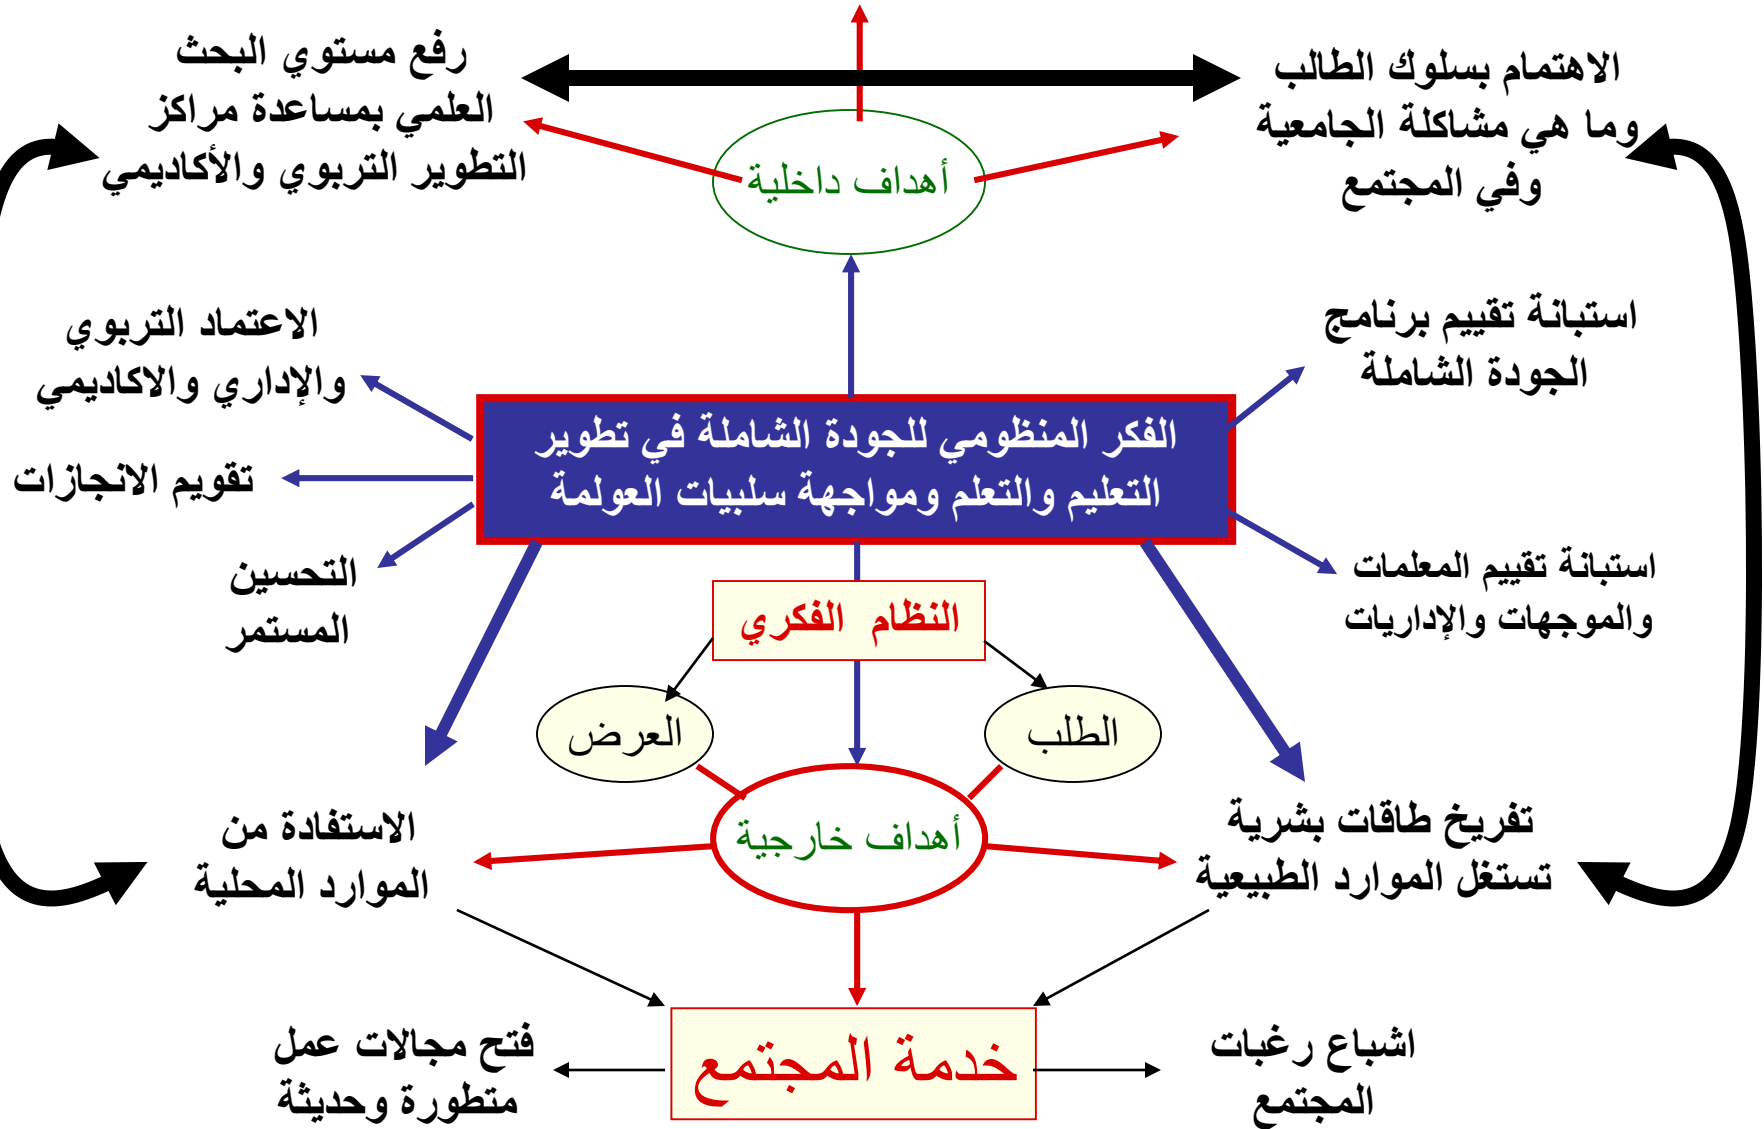 الاهتمام بسلوك الطالب
وما هي مشاكلة الجامعية
وفي المجتمع
رفع مستوي البحث
العلمي بمساعدة مراكز
التطوير التربوي والأكاديمي
أهداف داخلية
استبانة تقييم برنامج
الجودة الشاملة
الاعتماد التربوي
والإداري والاكاديمي
الفكر المنظومي للجودة الشاملة في تطوير
التعليم والتعلم ومواجهة سلبيات العولمة
تقويم الانجازات
استبانة تقييم المعلمات
والموجهات والإداريات
التحسين
المستمر
النظام الفكري
الطلب
العرض
أهداف خارجية
تفريخ طاقات بشرية
تستغل الموارد الطبيعية
الاستفادة من
الموارد المحلية
خدمة المجتمع
اشباع رغبات
المجتمع
فتح مجالات عمل
متطورة وحديثة